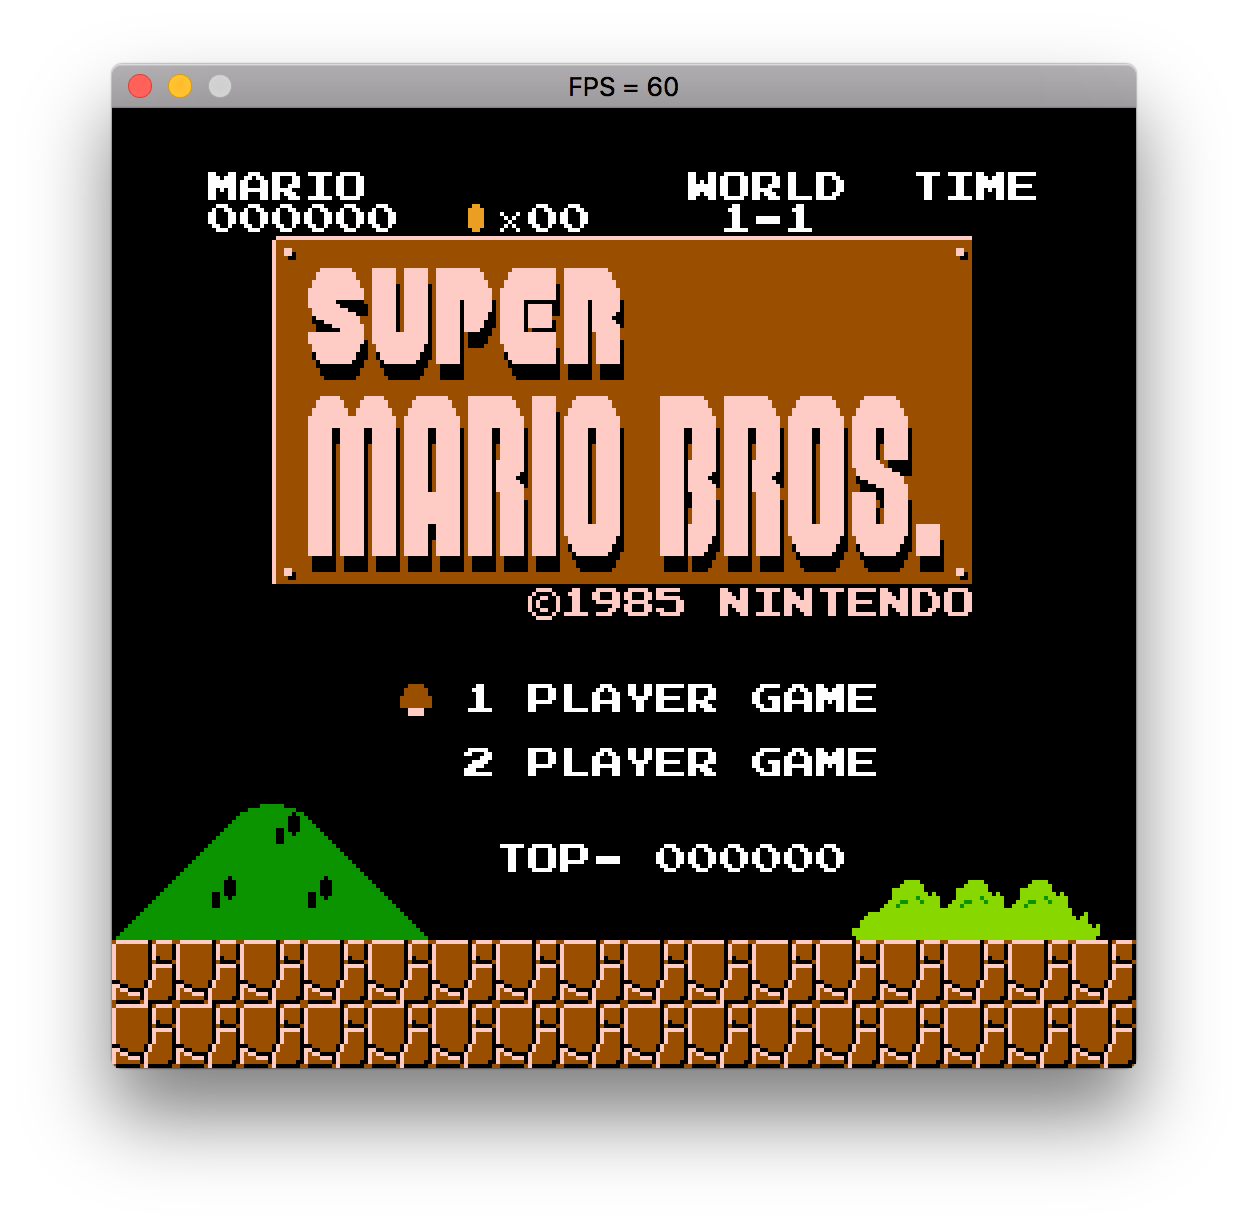 FPS = 60
MARIO WORLD TIME
000000 x00 1-1
SUPER
MARIO BROS.
©1985 NINTENDO
1 PLAYER GAME
2 PLAYER GAME
TOP- 000000